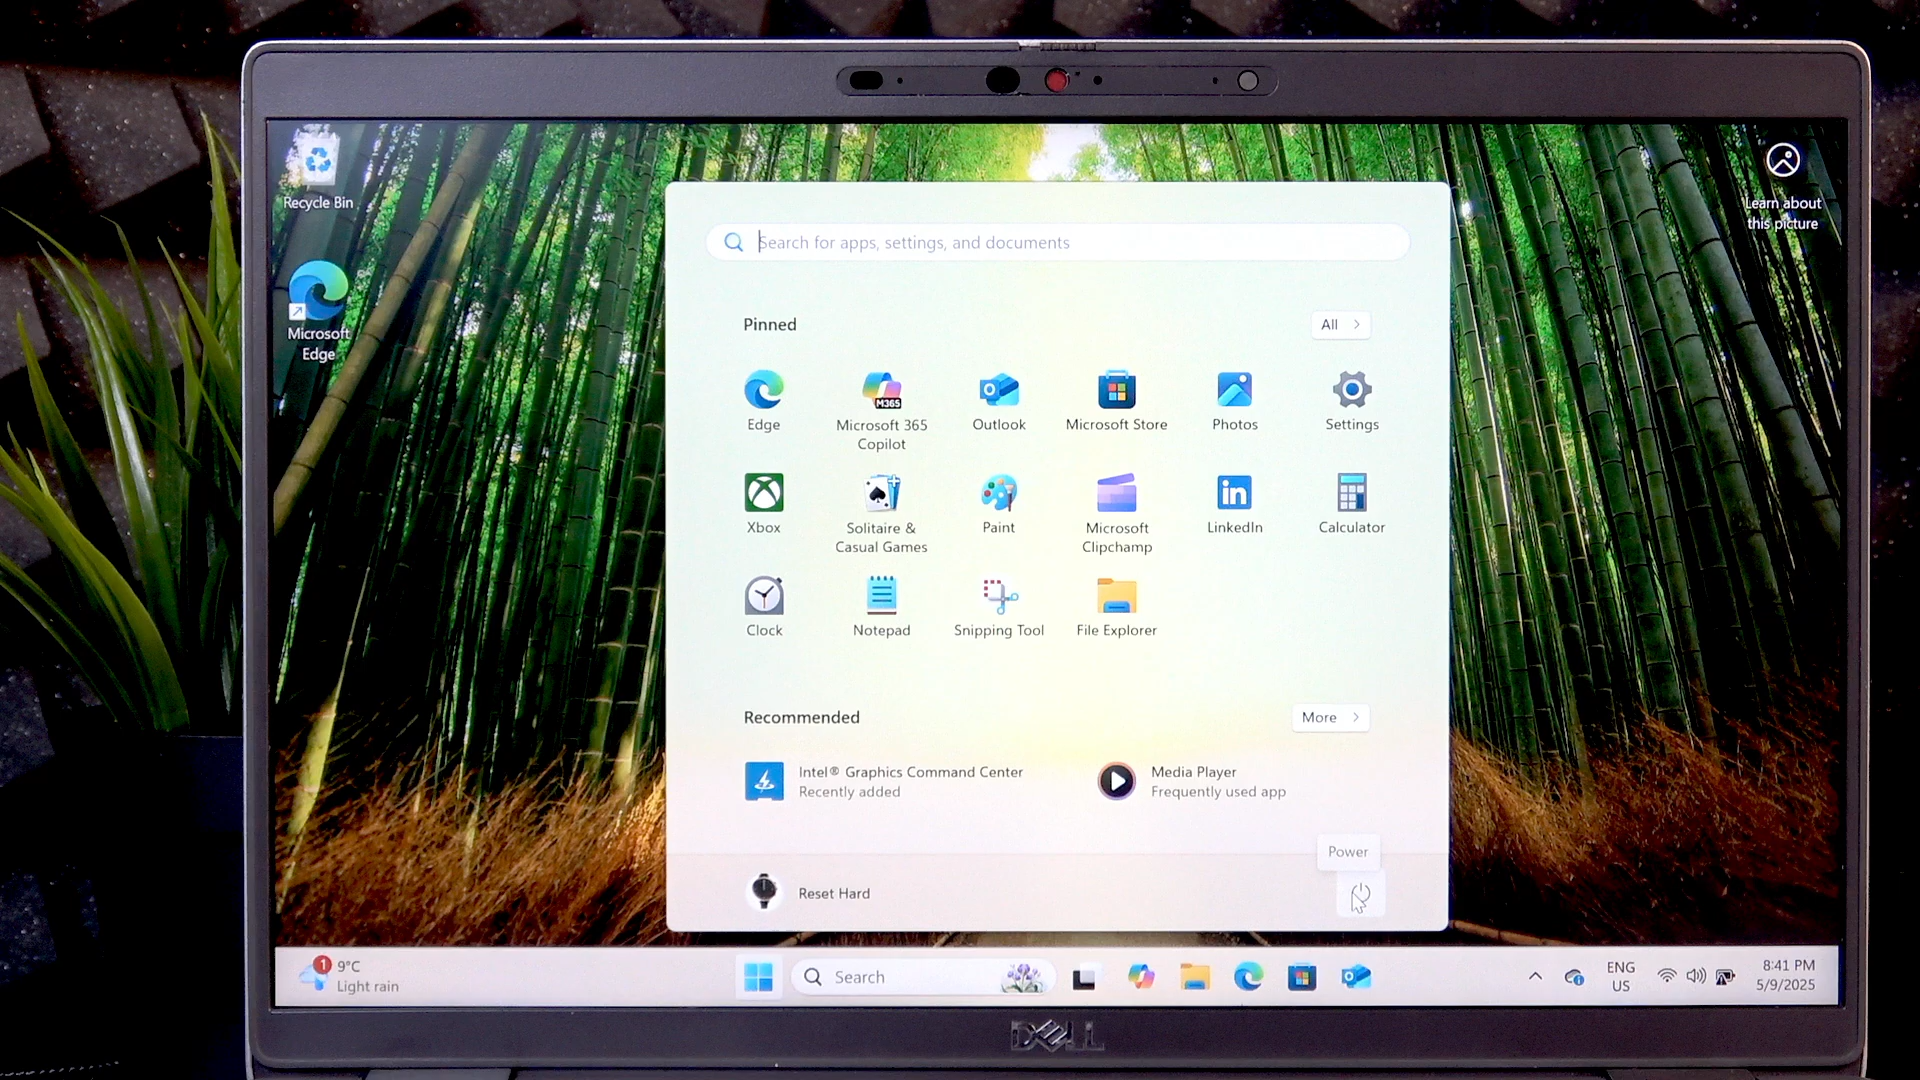 Recycle Bin
Microsoft
Edge
Learn about
this picture
Search for apps, settings, and documents
Pinned
All
Edge
Microsoft 365
Copilot
M365
Outlook
Microsoft Store
Photos
Settings
Xbox
Solitaire &
Casual Games
Paint
Microsoft
Clipchamp
in
LinkedIn
Calculator
Clock
Notepad
Snipping Tool
File Explorer
Recommended
More
Intel® Graphics Command Center
Recently added
Media Player
Frequently used app
Power
Reset Hard
1
9°C
Light rain
Search
ENG
US
8:41 PM
5/9/2025
DELL